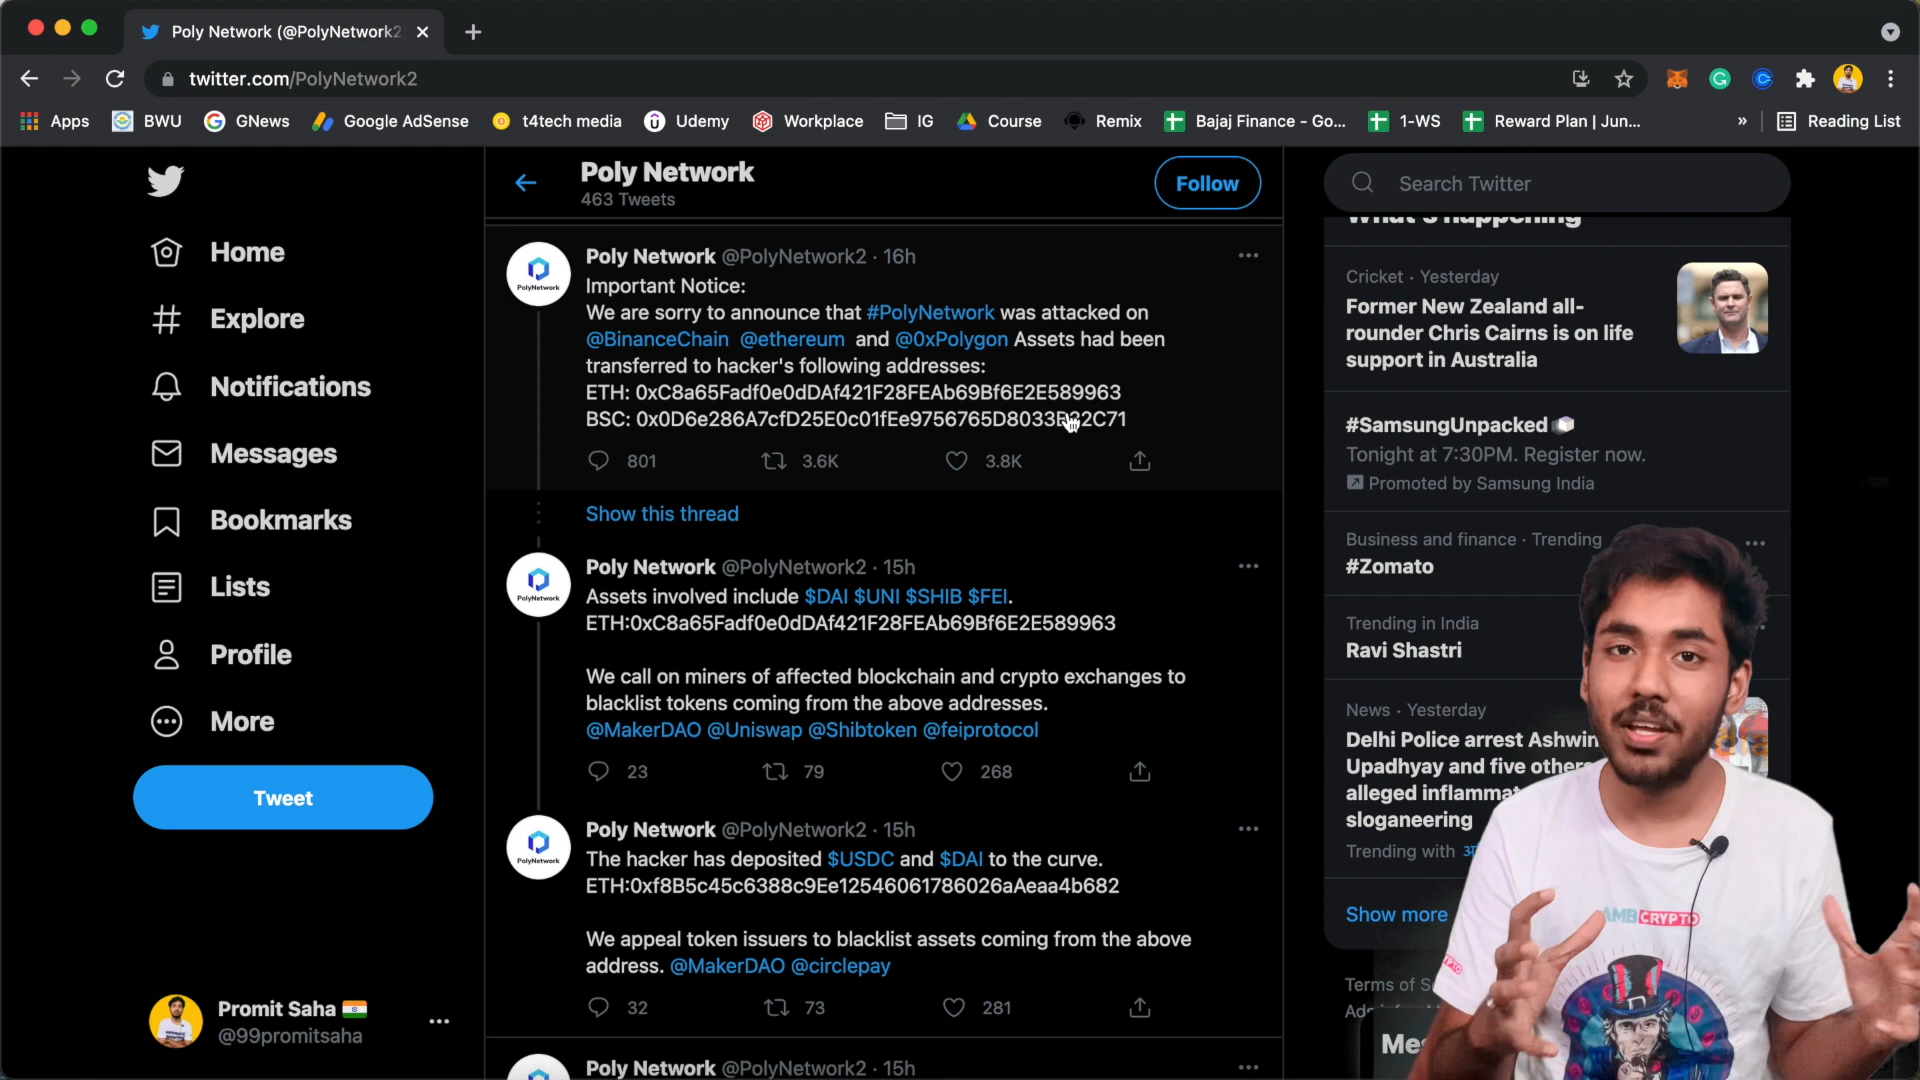 Poly Network (@PolyNetwork2
twitter.com/PolyNetwork2
Apps BWU GNews Google AdSense t4tech media Udemy Workplace IG Course Remix Bajaj Finance - Go... 1-WS Reward Plan | Jun... » Reading List
Home
Explore
Notifications
Messages
Bookmarks
Lists
Profile
More
Tweet
Promit Saha
@99promitsaha
Poly Network
463 Tweets
Follow
Poly Network @PolyNetwork2 · 16h
Important Notice:
We are sorry to announce that #PolyNetwork was attacked on
@BinanceChain @ethereum and @0xPolygon Assets had been
transferred to hacker's following addresses:
ETH: 0xC8a65Fadf0e0dDAf421F28FEAb69Bf6E2E589963
BSC:
801 3.6K 3.8K
Show this thread
Poly Network @PolyNetwork2 · 15h
Assets involved include $DAI $UNI $SHIB $FEI.
ETH:0xC8a65Fadf0e0dDAf421F28FEAb69Bf6E2E589963
We call on miners of affected blockchain and crypto exchanges to
blacklist tokens coming from the above addresses.
@MakerDAO @Uniswap @Shibtoken @feiprotocol
23 79 268
Poly Network @PolyNetwork2 · 15h
The hacker has deposited $USDC and $DAI to the curve.
ETH:0xf8B5c45c6388c9Ee12546061786026aAeaa4b682
We appeal token issuers to blacklist assets coming from the above
address. @MakerDAO @circlepay
32 73 281
Poly Network @PolyNetwork2 · 15h
Search Twitter
What's happening
Cricket · Yesterday
Former New Zealand all-
rounder Chris Cairns is on life
support in Australia
#SamsungUnpacked
Tonight at 7:30PM. Register now.
Promoted by Samsung India
Business and finance · Trending
#Zomato
Trending in India
Ravi Shastri
News · Yesterday
Delhi Police arrest Ashwin
Upadhyay and five others
alleged
sloganeering
Trending with
Show more
Terms of
AMBCRYPTO
PolyNetwork
PolyNetwork
PolyNetwork